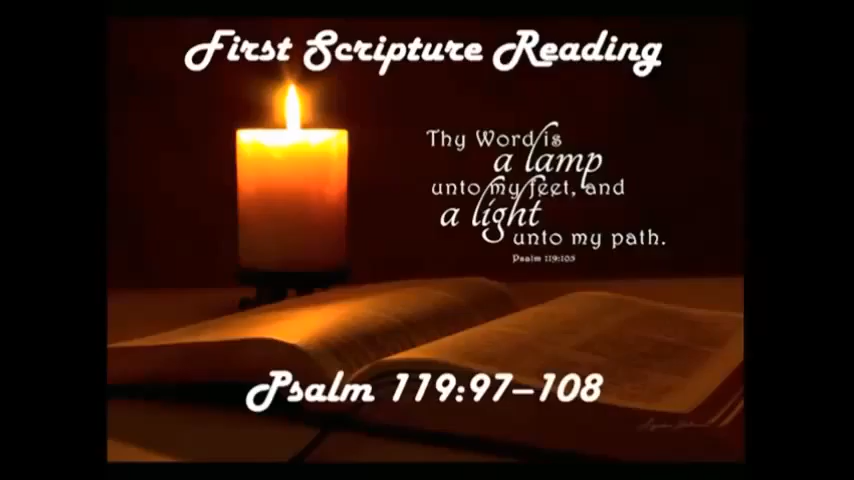 First Scripture Reading
Thy Word is
a lamp
unto my feet, and
a light
unto my path.
Psalm 119:105
Psalm 119:97–108